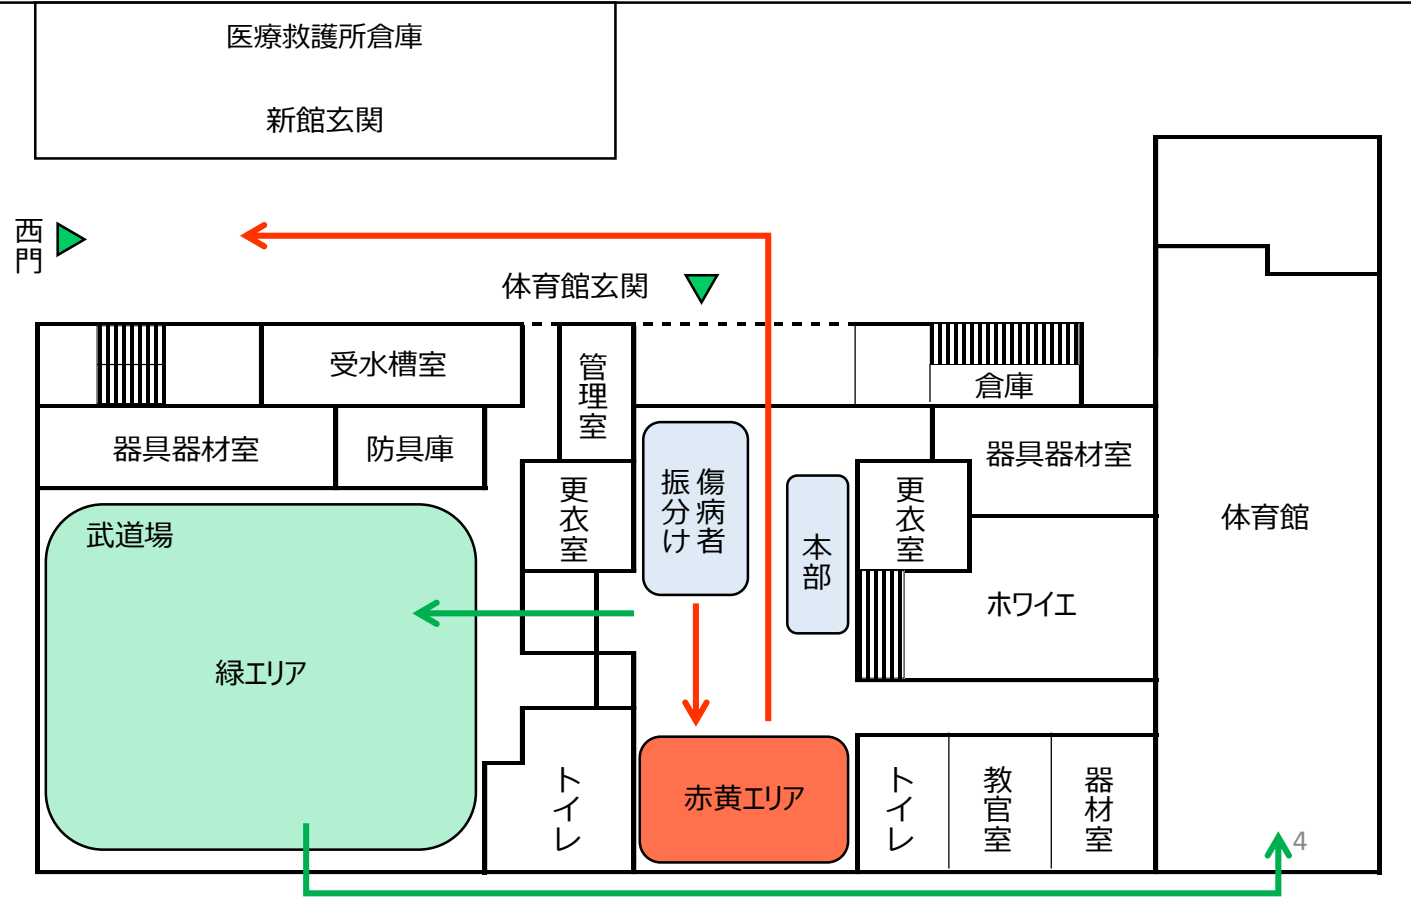 医療救護所倉庫
新館玄関
西門
体育館玄関
受水槽室
管理室
倉庫
器具器材室
防具庫
更衣室
傷病者
振分け
本部
更衣室
器具器材室
体育館
武道場
ホワイエ
緑エリア
トイレ
赤黄エリア
トイレ
教官室
器材室
4